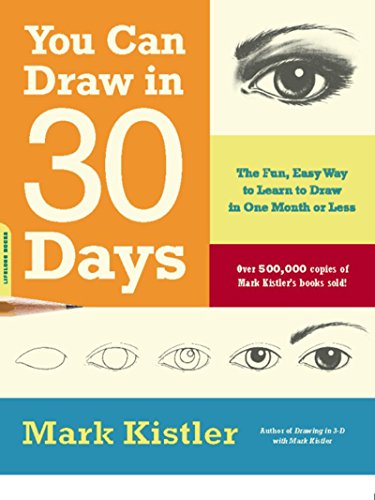 You Can
Draw in
30
Days
The Fun, Easy Way
to Learn to Draw
in One Month or Less
LIFELONG BOOKS
Over 500,000 copies of
Mark Kistler's books sold!
Mark Kistler
Author of Drawing in 3-D
with Mark Kistler